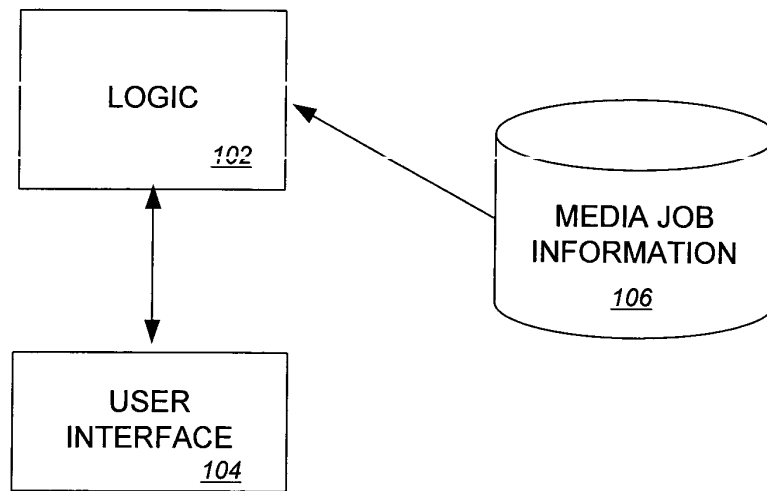 LOGIC
102
MEDIA JOB
INFORMATION
106
USER
INTERFACE
104